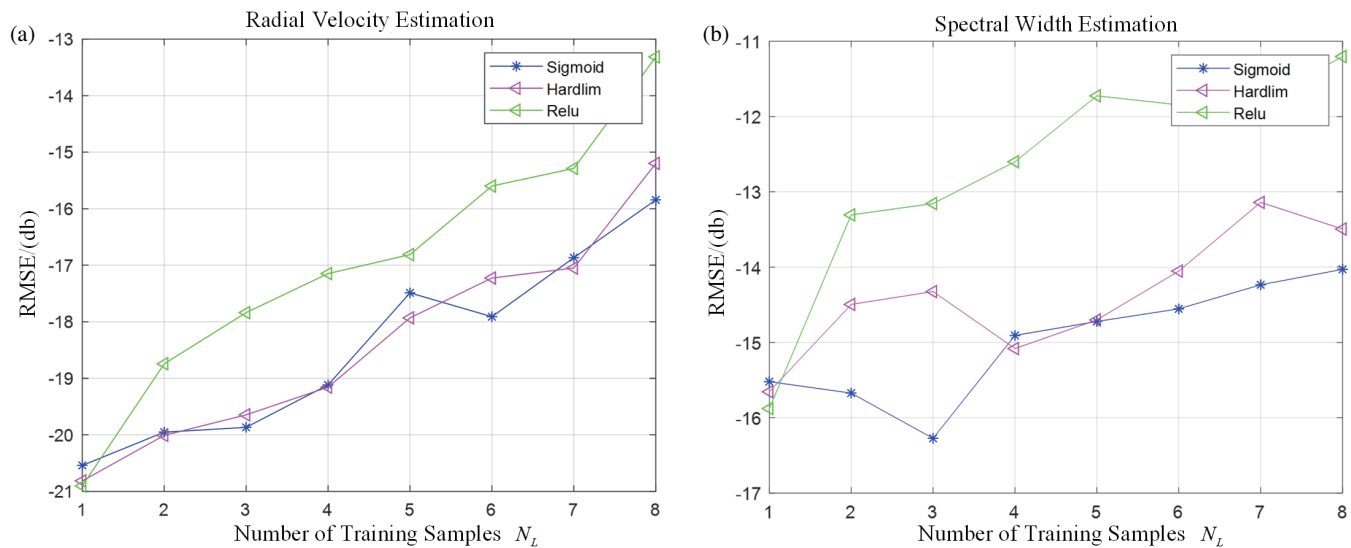 (a)
Radial Velocity Estimation
-13
-14
-15
-16
-17
-18
-19
-20
-21
RMSE/(db)
Sigmoid
Hardlim
Relu
1 2 3 4 5 6 7 8
Number of Training Samples N_L
(b)
Spectral Width Estimation
-11
-12
-13
-14
-15
-16
-17
RMSE/(db)
Sigmoid
Hardlim
Relu
1 2 3 4 5 6 7 8
Number of Training Samples N_L